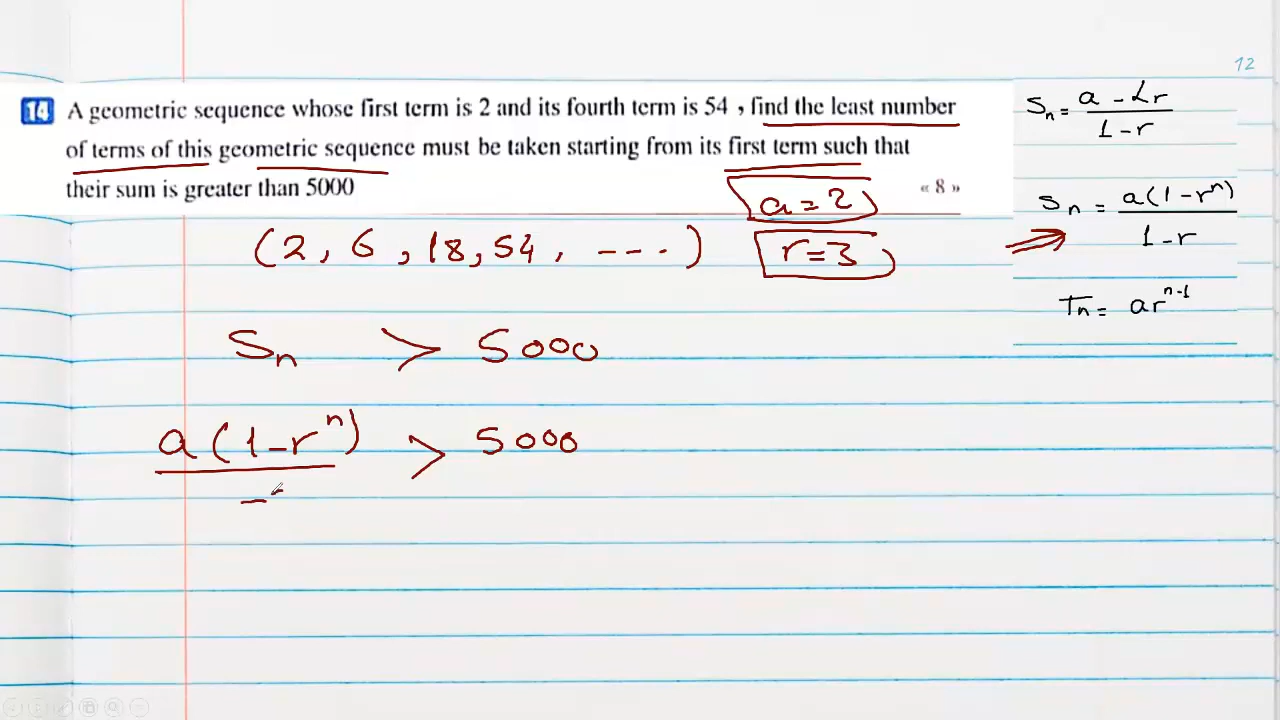 12
14 A geometric sequence whose first term is 2 and its fourth term is 54 , find the least number
of terms of this geometric sequence must be taken starting from its first term such that
their sum is greater than 5000
« 8 »
a = 2
r = 3
(2, 6, 18, 54, ----)
Sn > 5000
a(1-rⁿ) > 5000
Sn = a - Lr / 1-r
Sn = a(1-rⁿ) / 1-r
Tn = arⁿ⁻¹